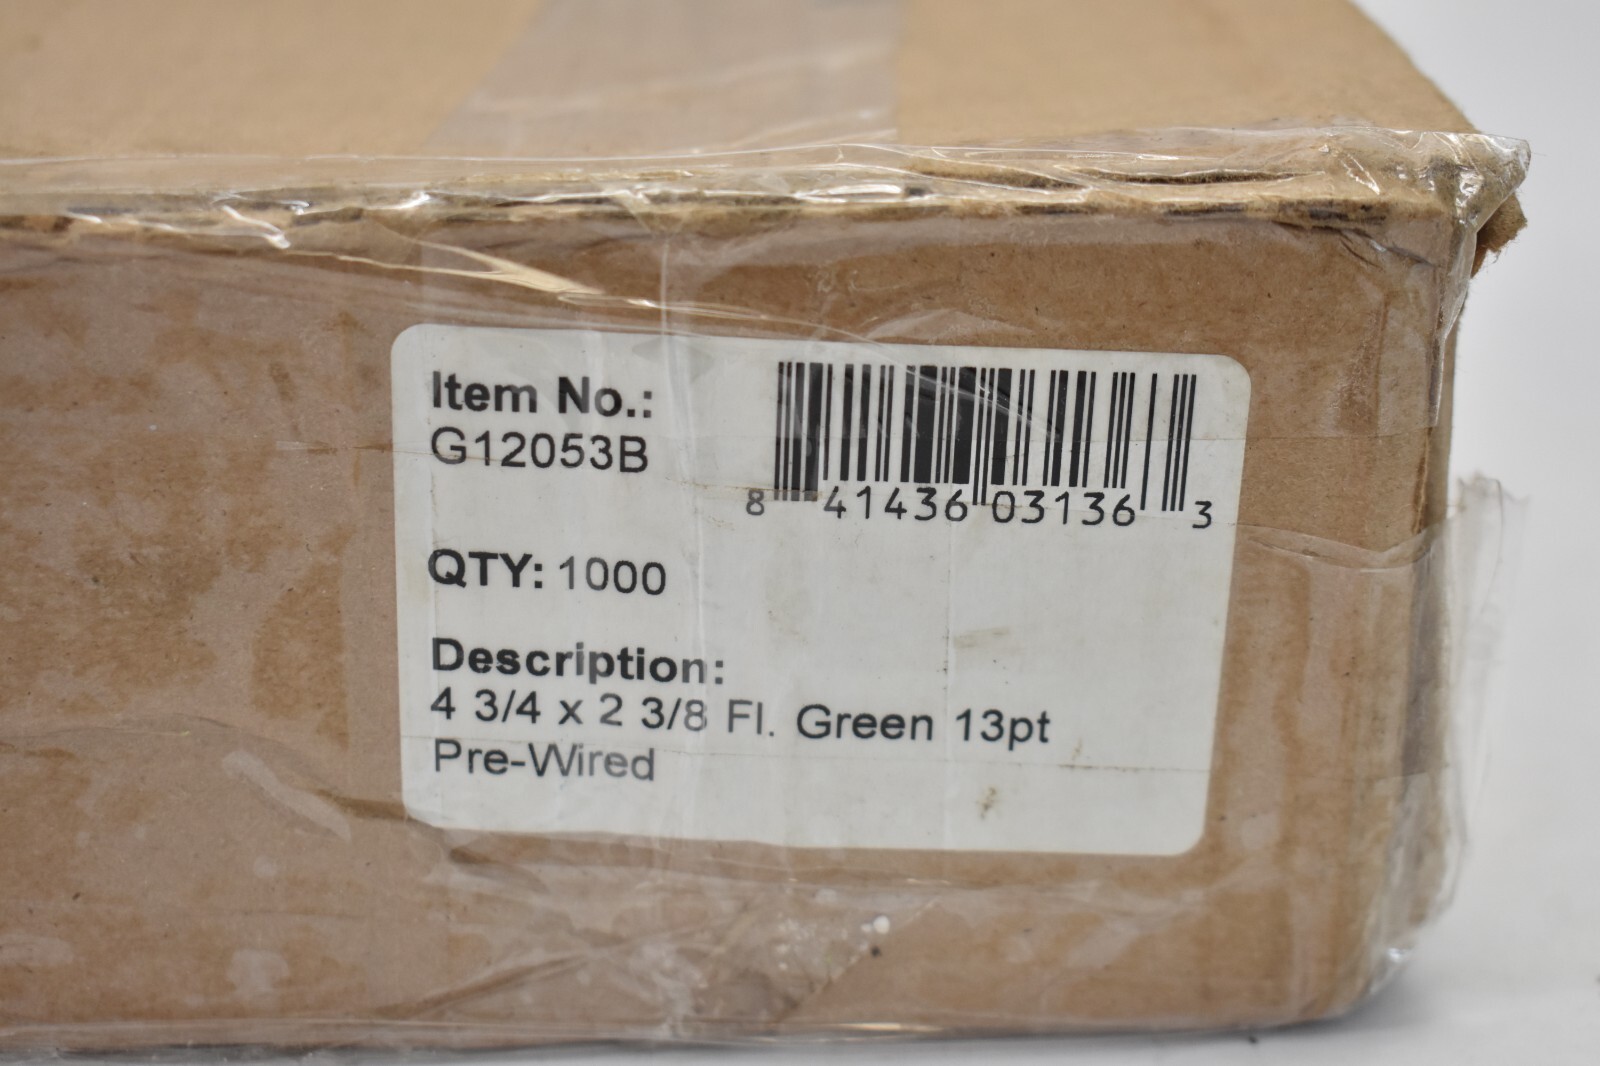 Item No.:
G12053B
8 41436 03136 3
QTY: 1000
Description:
4 3/4 x 2 3/8 Fl. Green 13pt
Pre-Wired